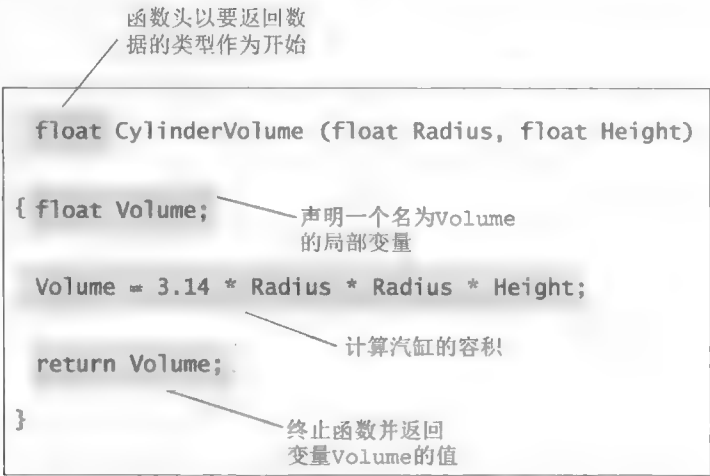 函数头以要返回数
据的类型作为开始
float CylinderVolume (float Radius, float Height)
{ float Volume;
声明一个名为Volume
的局部变量
Volume = 3.14 * Radius * Radius * Height;
计算汽缸的容积
return Volume;
终止函数并返回
变量Volume的值
}